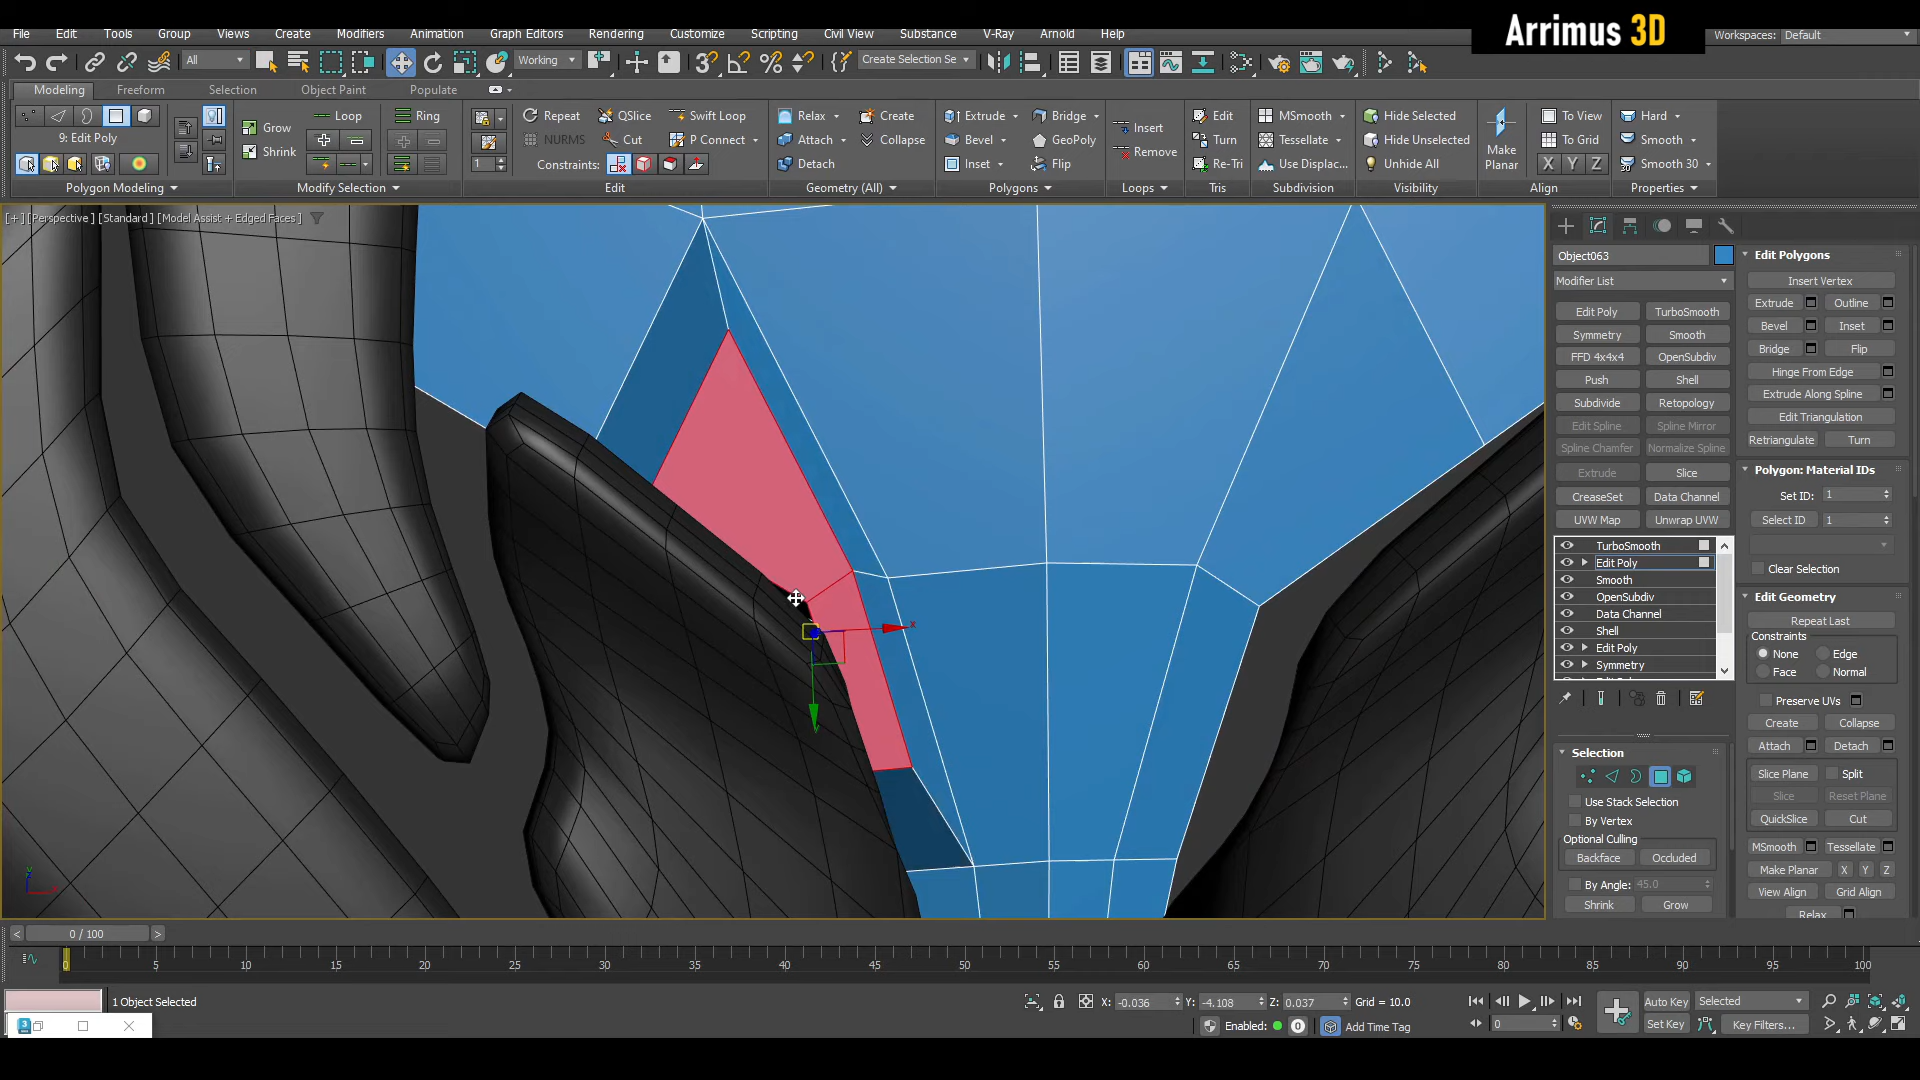 Arrimus 3D
File Edit Tools Group Views Create Modifiers Animation Graph Editors Rendering Customize Scripting Civil View Substance V-Ray Arnold Help
Workspaces: Default
All Working Create Selection Se
Modeling Freeform Selection Object Paint Populate
9: Edit Poly
Grow Shrink Loop Ring
Repeat QSlice Swift Loop
NURMS Cut P Connect
1 Constraints:
Relax Create
Attach Collapse
Detach
Extrude Bridge
Bevel GeoPoly
Inset Flip
Insert
Remove
Edit
Turn
Re-Tri
MSmooth
Tessellate
Use Displac...
Hide Selected
Hide Unselected
Unhide All
Make
Planar
To View
To Grid
X Y Z
Hard
Smooth
Smooth 30
Polygon Modeling Modify Selection Edit Geometry (All) Polygons Loops Tris Subdivision Visibility Align Properties
[+] [Perspective] [Standard] [Model Assist + Edged Faces]
x
Object063
Modifier List
Edit Poly TurboSmooth
Symmetry Smooth
FFD 4x4x4 OpenSubdiv
Push Shell
Subdivide Retopology
Edit Spline Spline Mirror
Spline Chamfer Normalize Spline
Extrude Slice
CreaseSet Data Channel
UVW Map Unwrap UVW
TurboSmooth
Edit Poly
Smooth
OpenSubdiv
Data Channel
Shell
Edit Poly
Symmetry
Selection
Use Stack Selection
By Vertex
Optional Culling
Backface Occluded
By Angle: 45.0
Shrink Grow
Edit Polygons
Insert Vertex
Extrude Outline
Bevel Inset
Bridge Flip
Hinge From Edge
Extrude Along Spline
Edit Triangulation
Retriangulate Turn
Polygon: Material IDs
Set ID: 1
Select ID 1
Clear Selection
Edit Geometry
Repeat Last
Constraints
None Edge
Face Normal
Preserve UVs
Create Collapse
Attach Detach
Slice Plane Split
Slice Reset Plane
QuickSlice Cut
MSmooth Tessellate
Make Planar X Y Z
View Align Grid Align
Relax
< 0 / 100 >
0 5 10 15 20 25 30 35 40 45 50 55 60 65 70 75 80 85 90 95 100
1 Object Selected
X: -0.036 Y: -4.108 Z: 0.037 Grid = 10.0
Enabled: 0 Add Time Tag
0
Auto Key Selected
Set Key Key Filters...
3